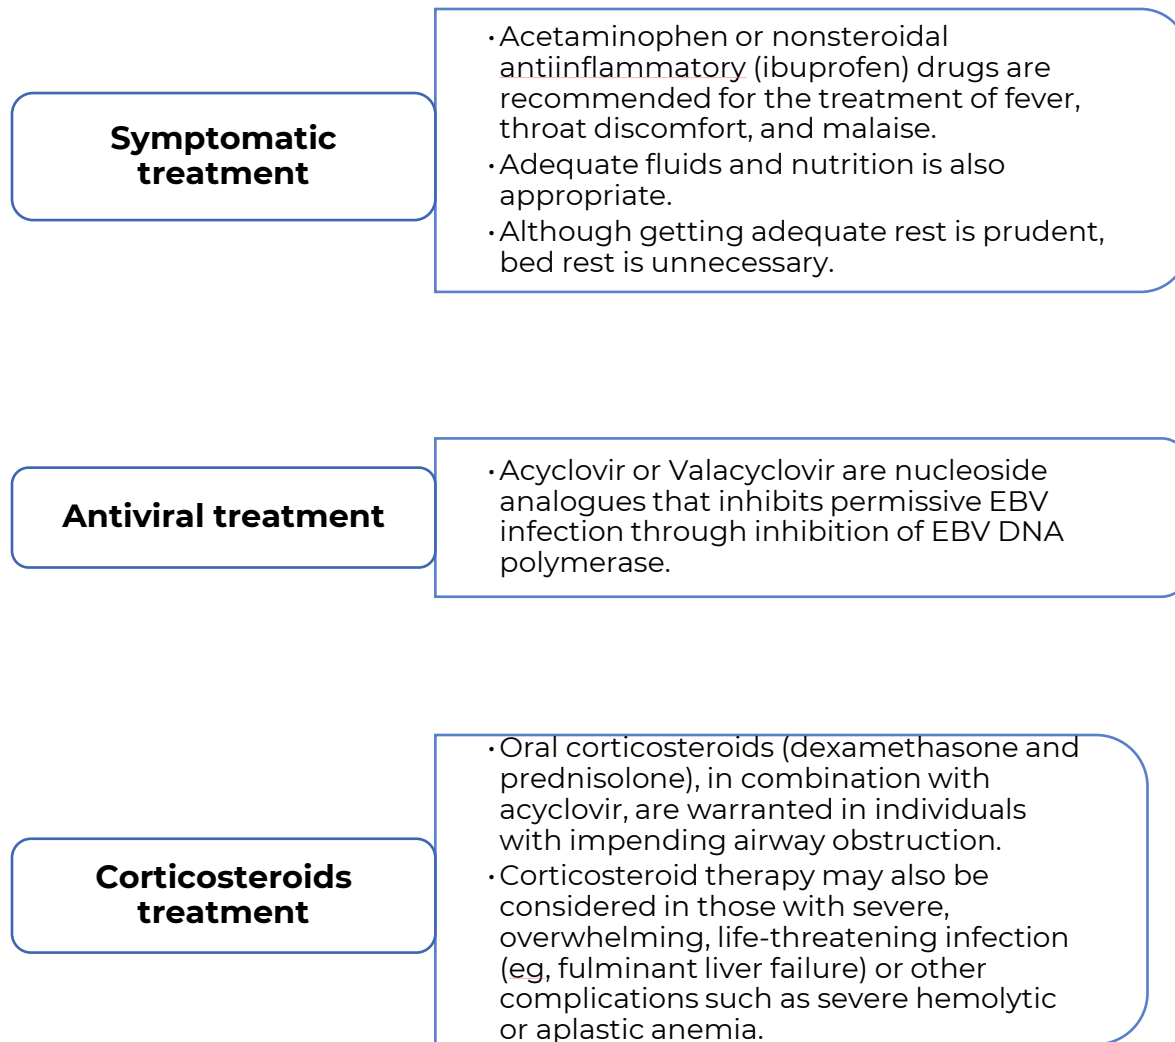 Symptomatic
treatment
·Acetaminophen or nonsteroidal
antiinflammatory (ibuprofen) drugs are
recommended for the treatment of fever,
throat discomfort, and malaise.
·Adequate fluids and nutrition is also
appropriate.
·Although getting adequate rest is prudent,
bed rest is unnecessary.
Antiviral treatment
·Acyclovir or Valacyclovir are nucleoside
analogues that inhibits permissive EBV
infection through inhibition of EBV DNA
polymerase.
Corticosteroids
treatment
·Oral corticosteroids (dexamethasone and
prednisolone), in combination with
acyclovir, are warranted in individuals
with impending airway obstruction.
·Corticosteroid therapy may also be
considered in those with severe,
overwhelming, life-threatening infection
(eg, fulminant liver failure) or other
complications such as severe hemolytic
or aplastic anemia.